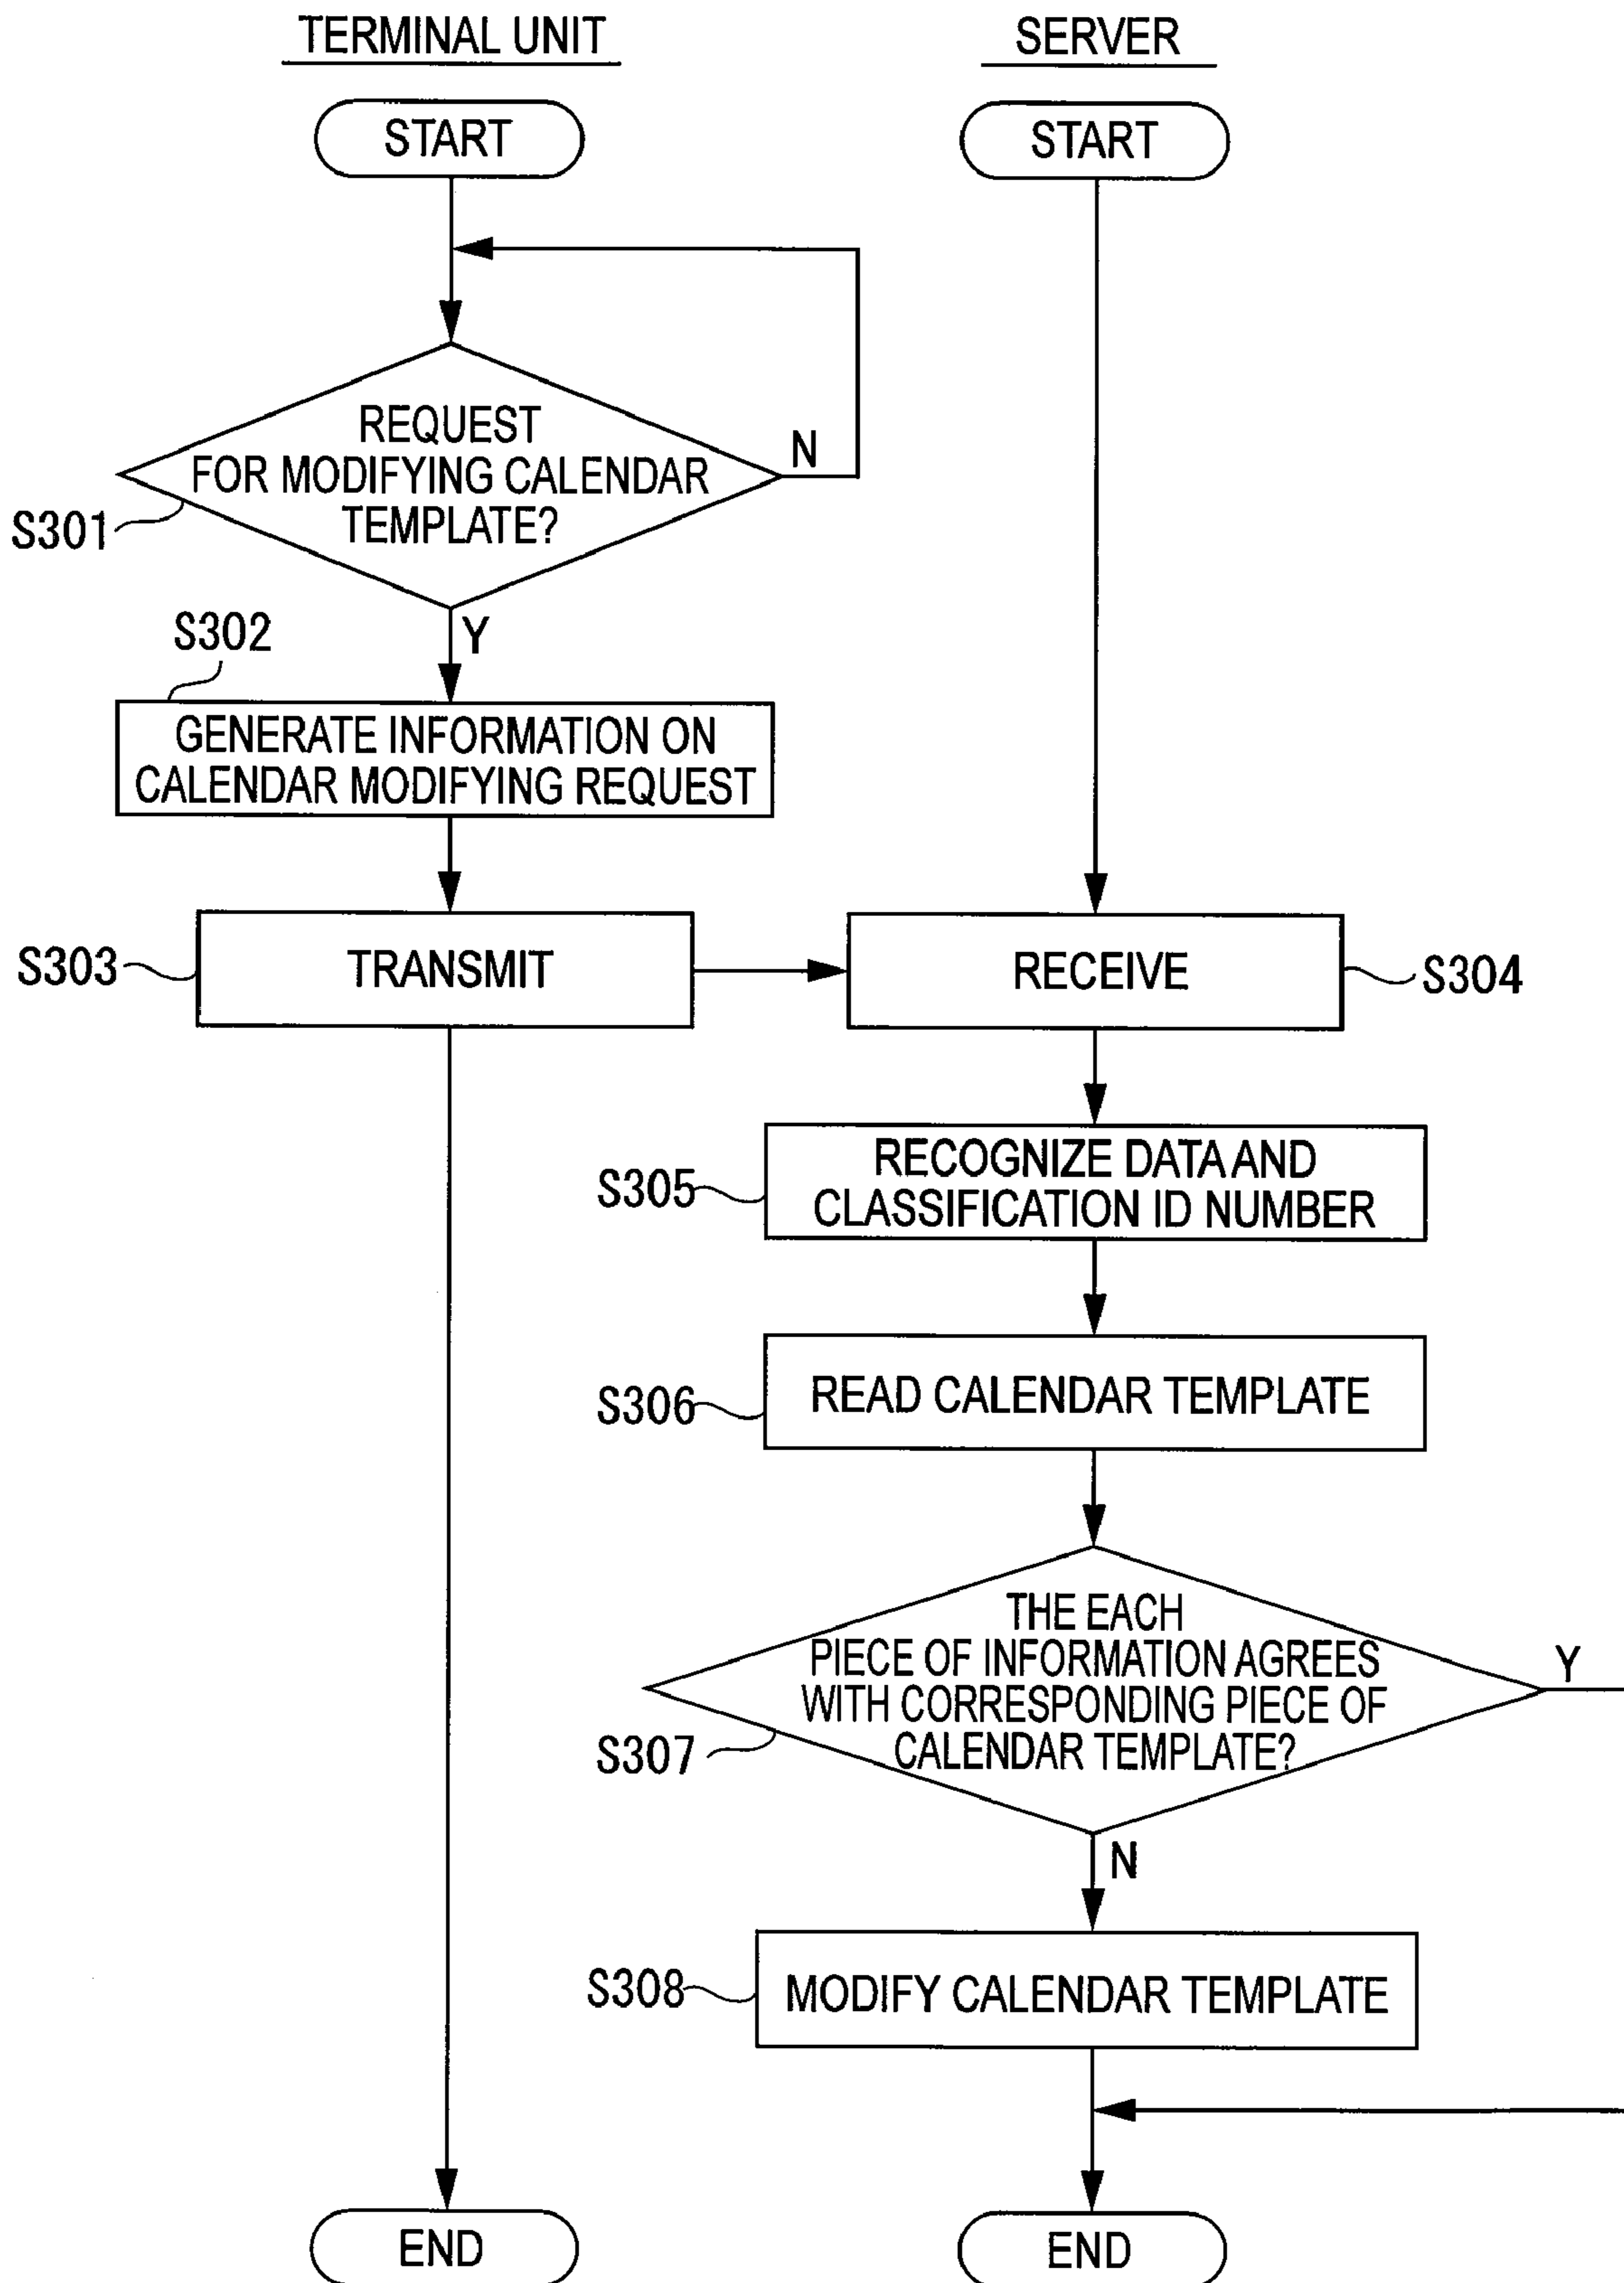 TERMINAL UNIT
START
REQUEST
FOR MODIFYING CALENDAR
TEMPLATE?
N
S301
Y
S302
GENERATE INFORMATION ON
CALENDAR MODIFYING REQUEST
S303
TRANSMIT
END
SERVER
START
RECEIVE
S304
S305
RECOGNIZE DATA AND
CLASSIFICATION ID NUMBER
S306
READ CALENDAR TEMPLATE
THE EACH
PIECE OF INFORMATION AGREES
WITH CORRESPONDING PIECE OF
CALENDAR TEMPLATE?
Y
S307
N
S308
MODIFY CALENDAR TEMPLATE
END